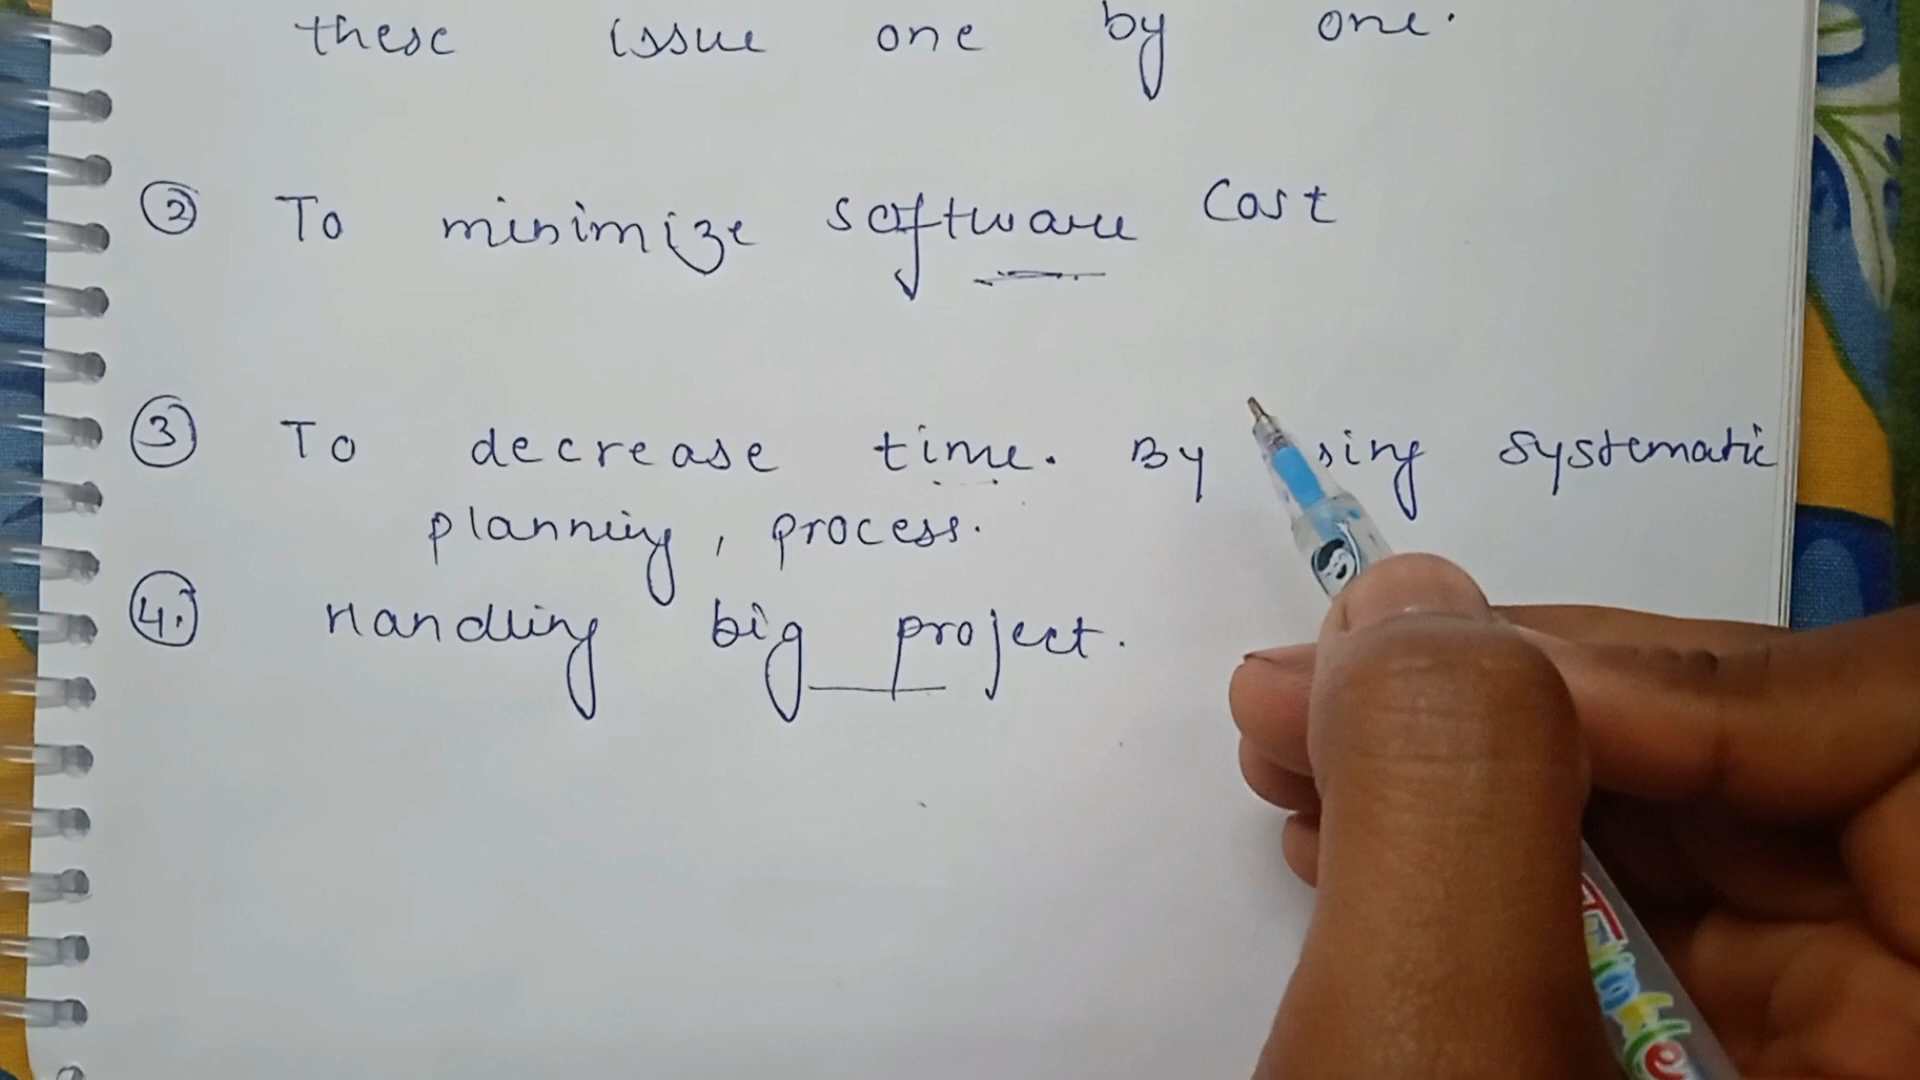 these issue one by one.
② To minimize software cost
③ To decrease time. By using systematic
planning, process.
④. Handling big project.